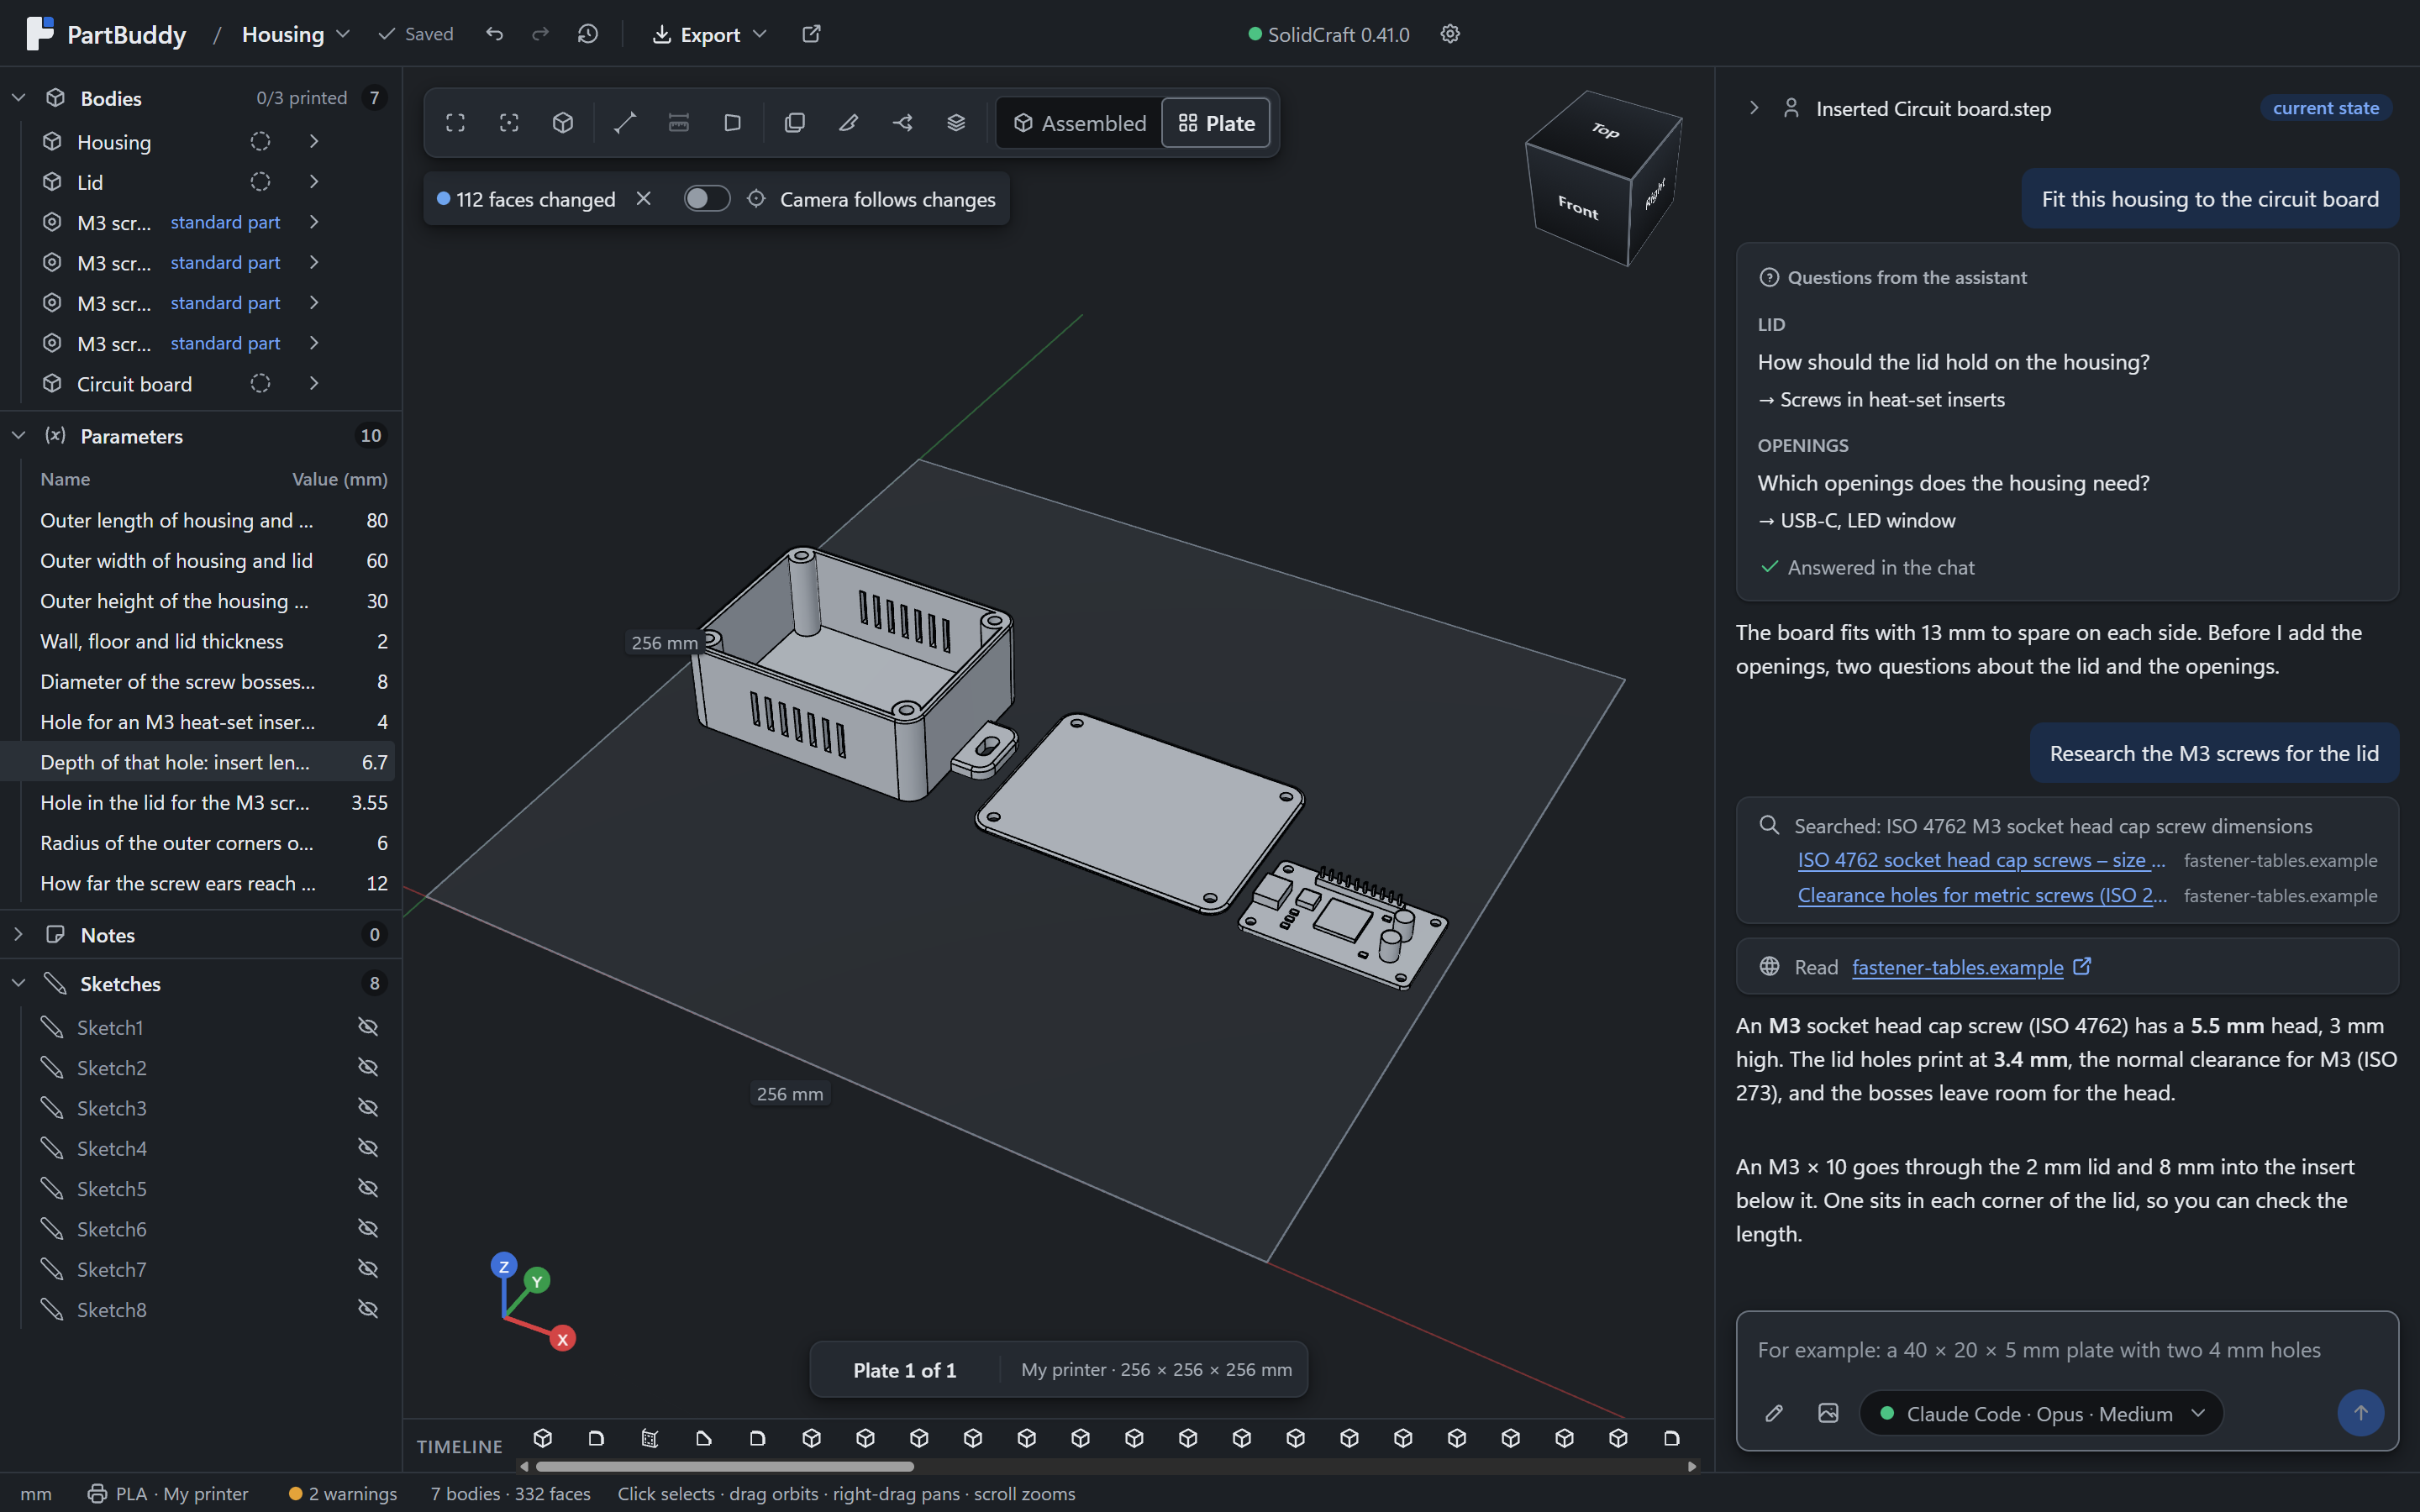 PartBuddy / Housing Saved Export SolidCraft 0.41.0
Bodies 0/3 printed 7
Housing
Lid
M3 scr... standard part
M3 scr... standard part
M3 scr... standard part
M3 scr... standard part
Circuit board
Parameters 10
Name Value (mm)
Outer length of housing and ... 80
Outer width of housing and lid 60
Outer height of the housing ... 30
Wall, floor and lid thickness 2
Diameter of the screw bosses... 8
Hole for an M3 heat-set inser... 4
Depth of that hole: insert len... 6.7
Hole in the lid for the M3 scr... 3.55
Radius of the outer corners o... 6
How far the screw ears reach ... 12
Notes 0
Sketches 8
Sketch1
Sketch2
Sketch3
Sketch4
Sketch5
Sketch6
Sketch7
Sketch8
Assembled Plate
112 faces changed Camera follows changes
Top
Front
Right
256 mm
256 mm
Z
Y
X
Plate 1 of 1 My printer · 256 × 256 × 256 mm
TIMELINE
Inserted Circuit board.step current state
Fit this housing to the circuit board
Questions from the assistant
LID
How should the lid hold on the housing?
→ Screws in heat-set inserts
OPENINGS
Which openings does the housing need?
→ USB-C, LED window
Answered in the chat
The board fits with 13 mm to spare on each side. Before I add the
openings, two questions about the lid and the openings.
Research the M3 screws for the lid
Searched: ISO 4762 M3 socket head cap screw dimensions
ISO 4762 socket head cap screws – size ... fastener-tables.example
Clearance holes for metric screws (ISO 2... fastener-tables.example
Read fastener-tables.example
An M3 socket head cap screw (ISO 4762) has a 5.5 mm head, 3 mm
high. The lid holes print at 3.4 mm, the normal clearance for M3 (ISO
273), and the bosses leave room for the head.
An M3 × 10 goes through the 2 mm lid and 8 mm into the insert
below it. One sits in each corner of the lid, so you can check the
length.
For example: a 40 × 20 × 5 mm plate with two 4 mm holes
Claude Code · Opus · Medium
mm PLA · My printer 2 warnings 7 bodies · 332 faces Click selects · drag orbits · right-drag pans · scroll zooms